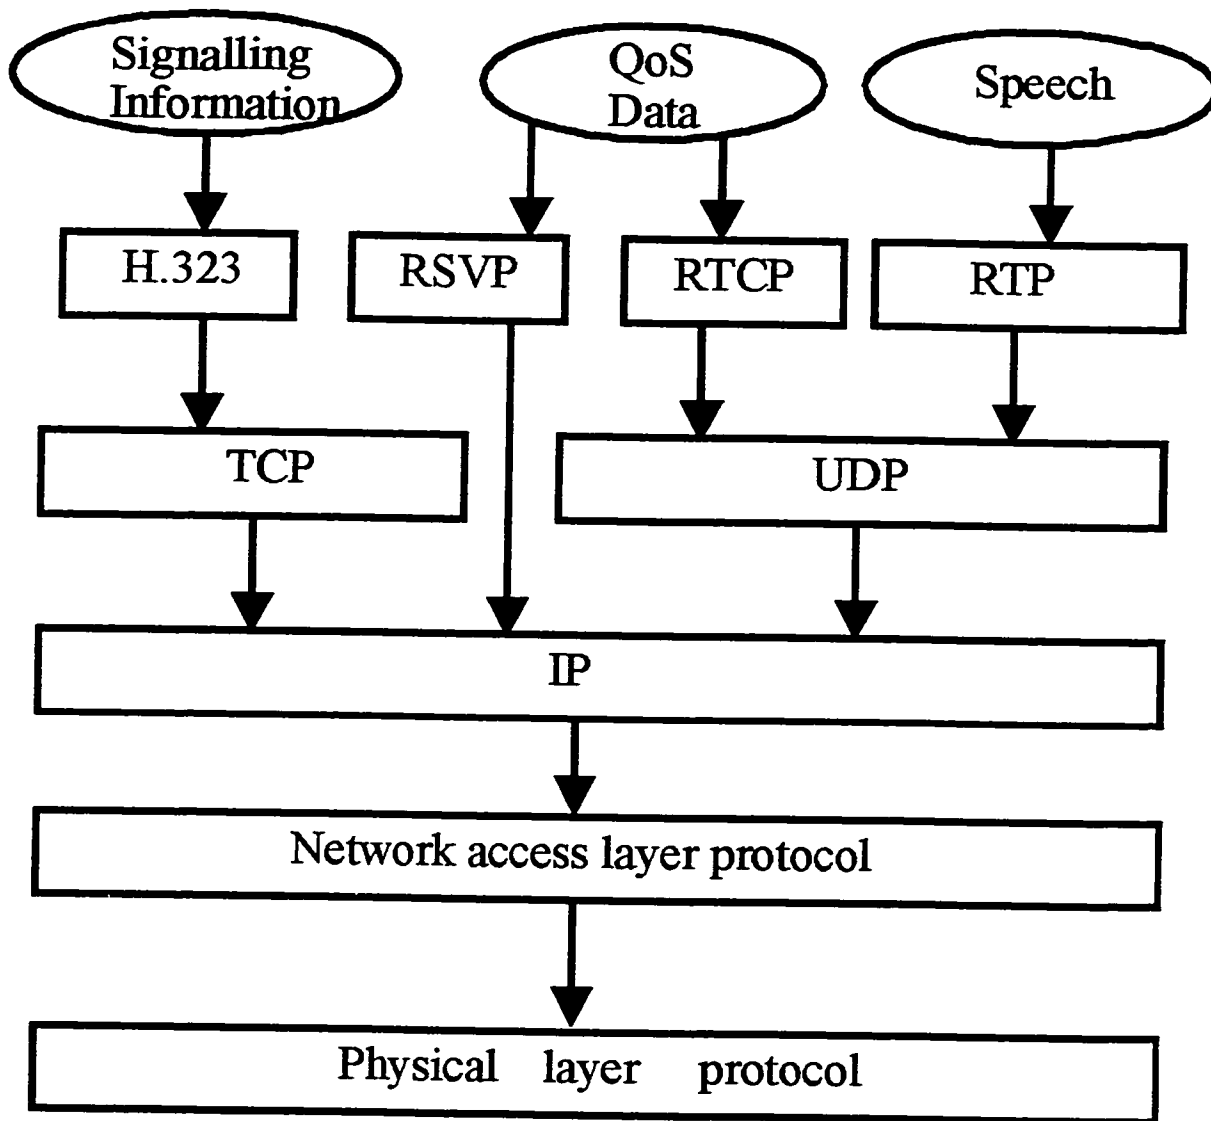 Signalling
Information
QoS
Data
Speech
H.323
RSVP
RTCP
RTP
TCP
UDP
IP
Network access layer protocol
Physical layer protocol